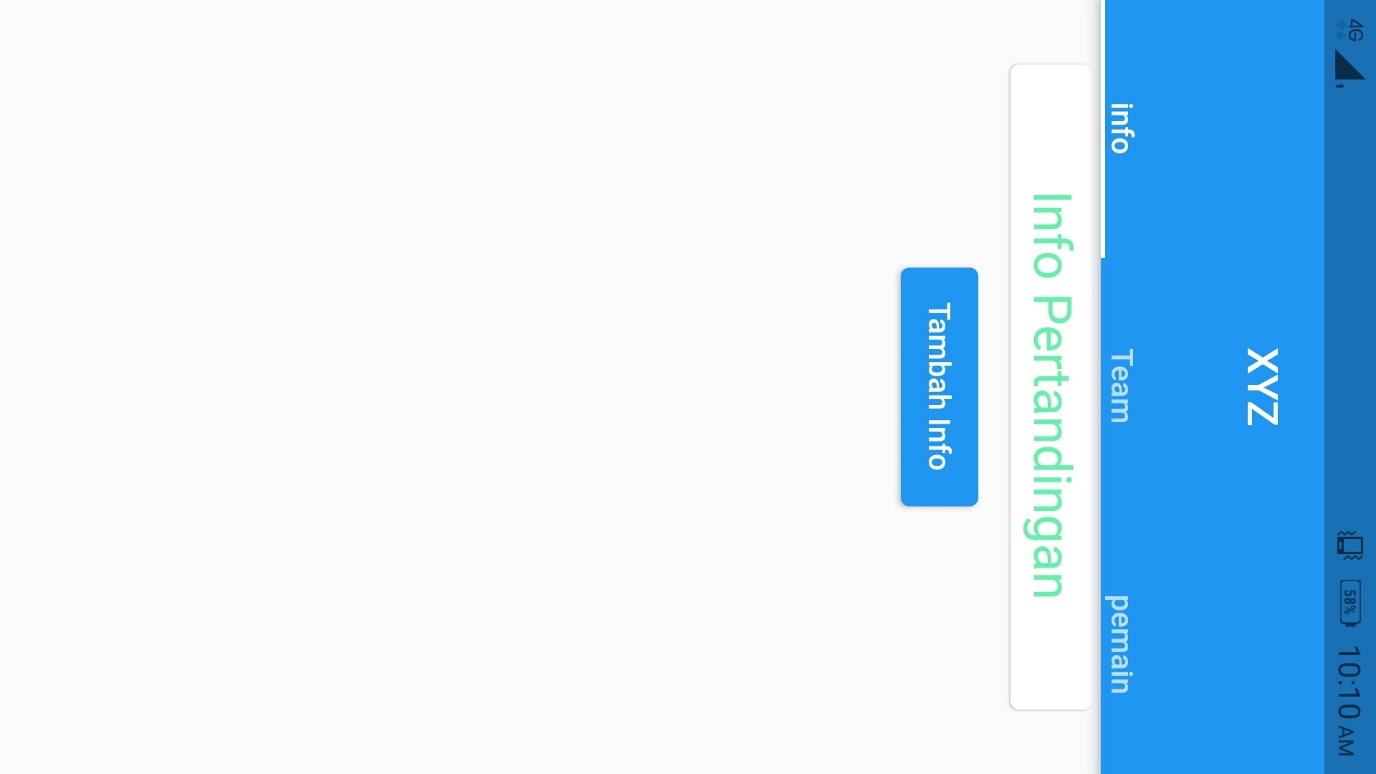 4G 58% 10:10 AM
XYZ
info Team pemain
Info Pertandingan
Tambah Info